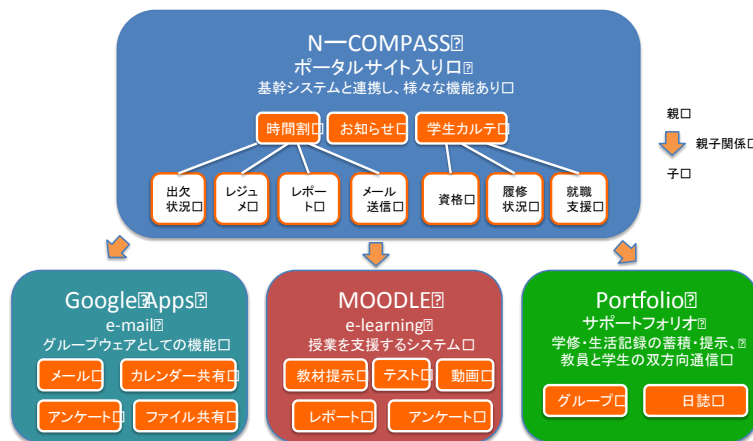 N—COMPASS
ポータルサイト入り口
基幹システムと連携し、様々な機能あり
時間割
お知らせ
学生カルテ
出欠
状況
レジュ
メ
レポー
ト
メール
送信
資格
履修
状況
就職
支援
親
親子関係
子
Google Apps
e-mail
グループウェアとしての機能
メール
カレンダー共有
アンケート
ファイル共有
MOODLE
e-learning
授業を支援するシステム
教材提示
テスト
動画
レポート
アンケート
Portfolio
サポートフォリオ
学修・生活記録の蓄積・提示、
教員と学生の双方向通信
グループ
日誌